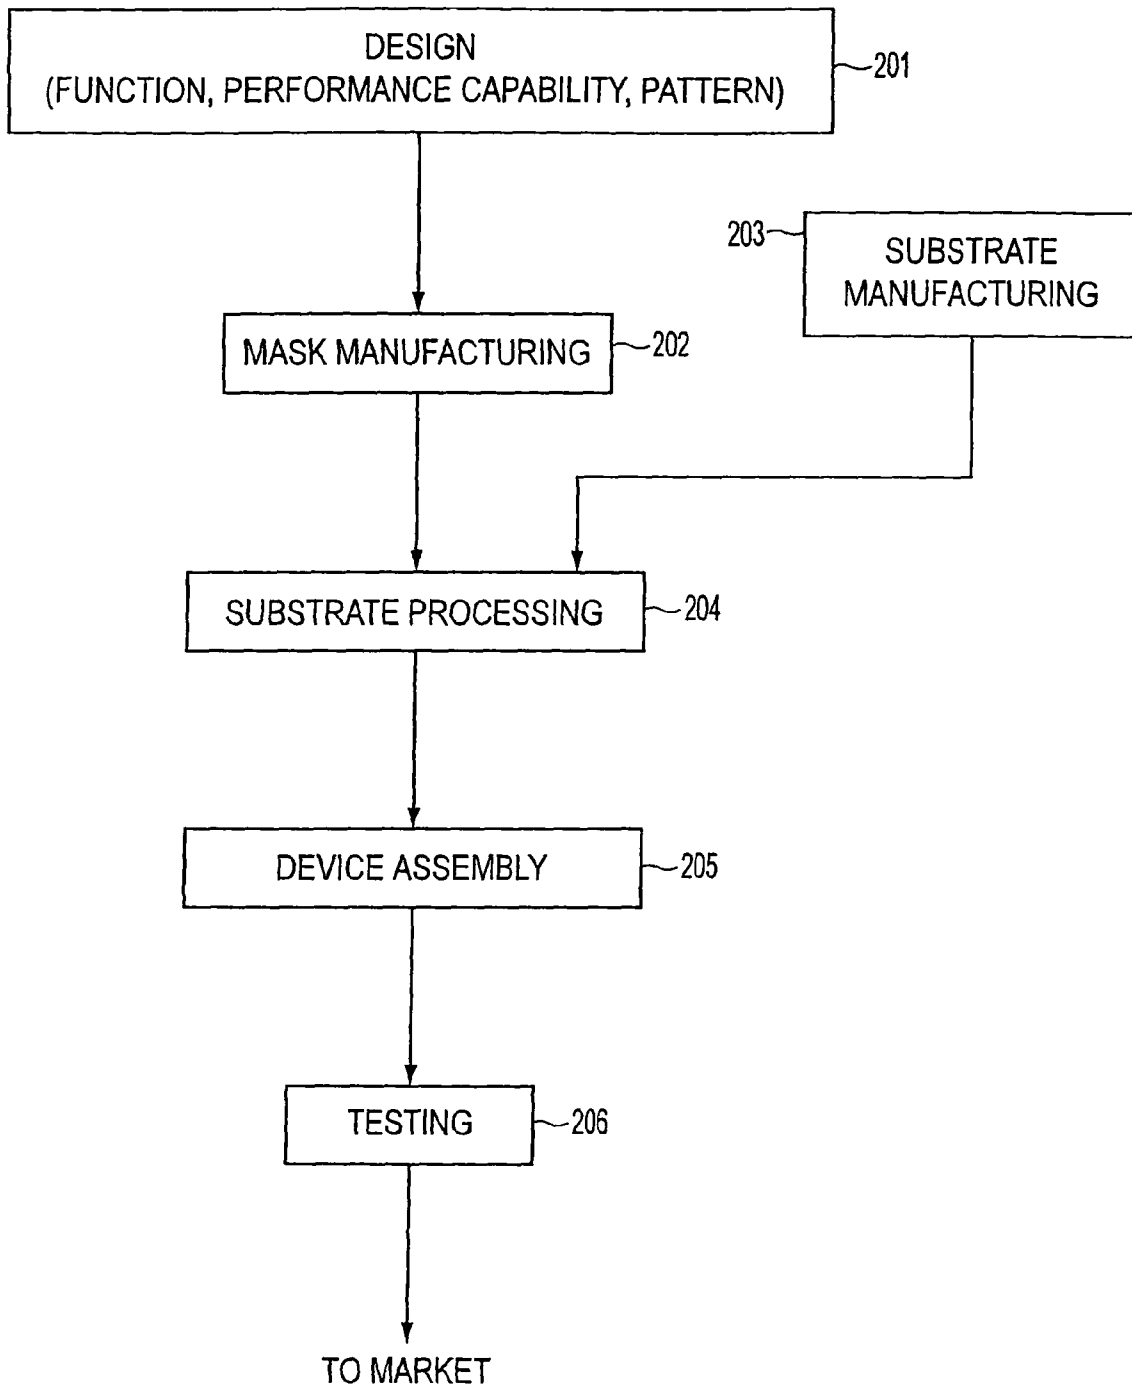 DESIGN
(FUNCTION, PERFORMANCE CAPABILITY, PATTERN)
201
203
SUBSTRATE
MANUFACTURING
MASK MANUFACTURING
202
SUBSTRATE PROCESSING
204
DEVICE ASSEMBLY
205
TESTING
206
TO MARKET